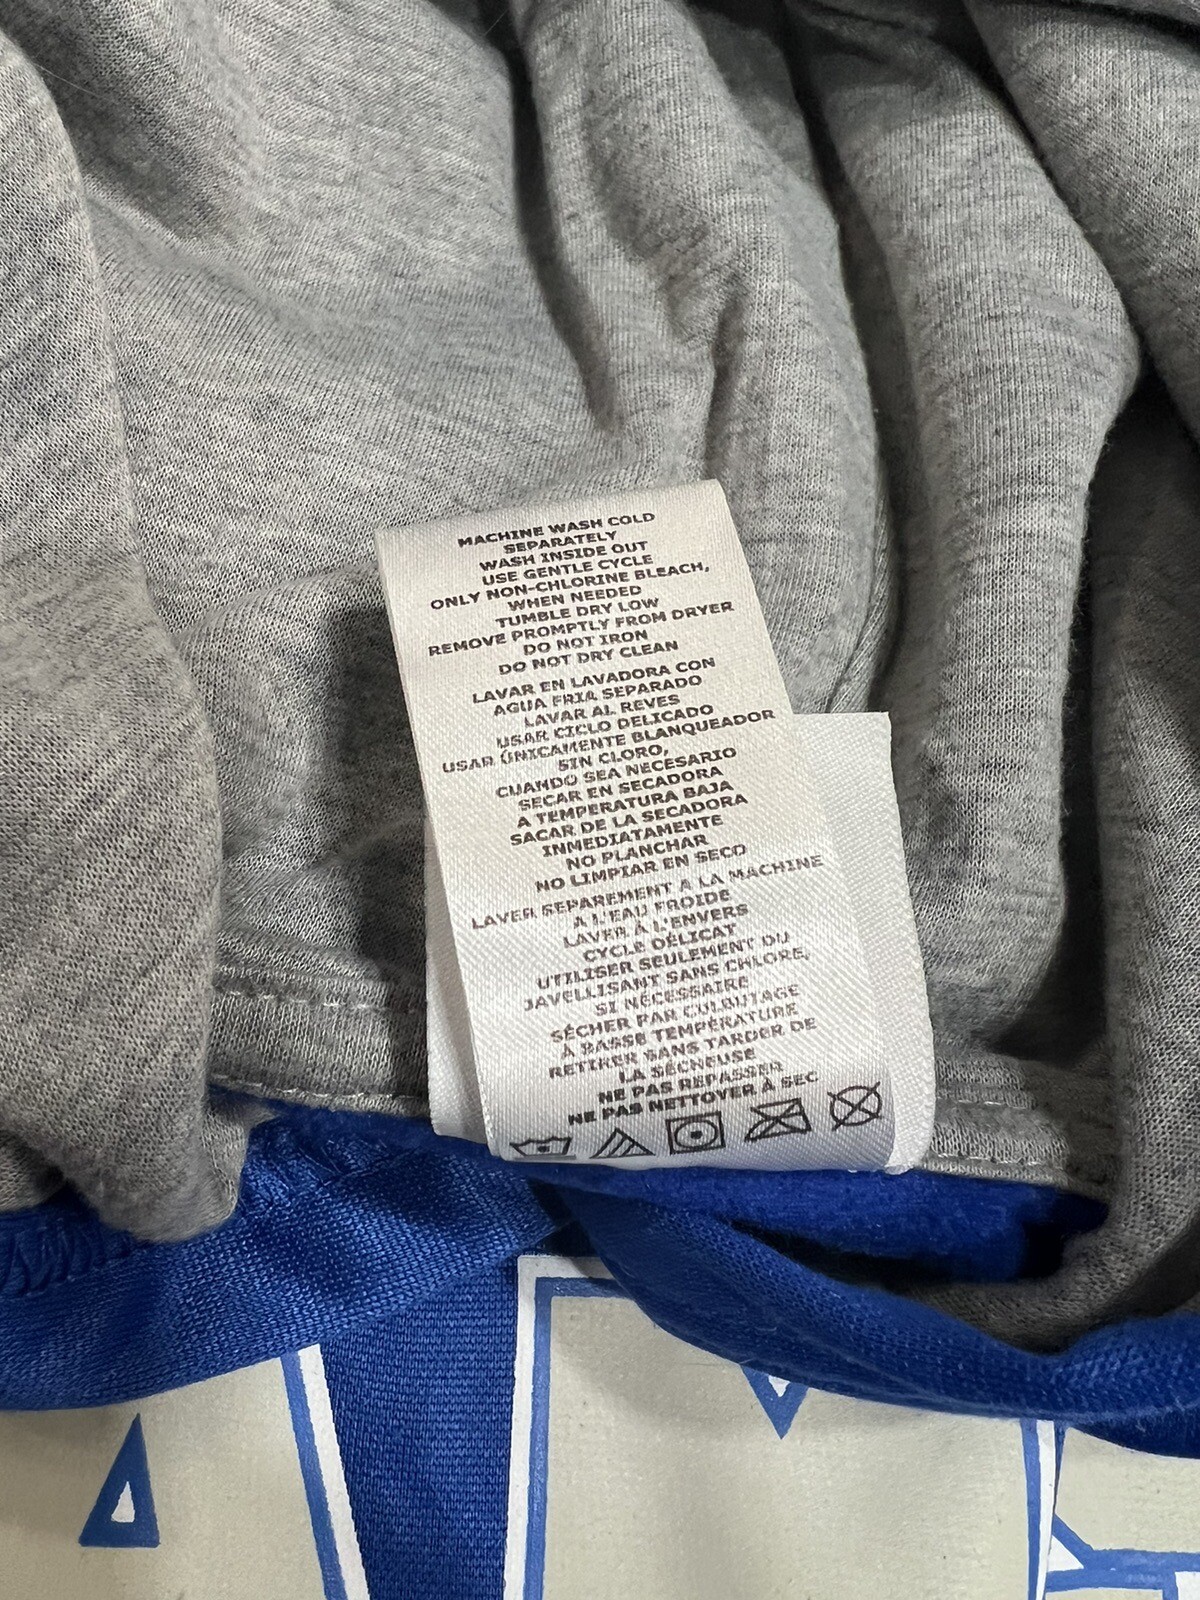 MACHINE WASH COLD
SEPARATELY
WASH INSIDE OUT
USE GENTLE CYCLE
ONLY NON-CHLORINE BLEACH,
WHEN NEEDED
TUMBLE DRY LOW
REMOVE PROMPTLY FROM DRYER
DO NOT IRON
DO NOT DRY CLEAN
LAVAR EN LAVADORA CON
AGUA FRIA SEPARADO
LAVAR AL REVES
USAR CICLO DELICADO
USAR ÚNICAMENTE BLANQUEADOR
SIN CLORO,
CUANDO SEA NECESARIO
SECAR EN SECADORA
A TEMPERATURA BAJA
SACAR DE LA SECADORA
INMEDIATAMENTE
NO PLANCHAR
NO LIMPIAR EN SECO
LAVER SEPAREMENT A LA MACHINE
A L'EAU FROIDE
LAVER À L'ENVERS
CYCLE DÉLICAT
UTILISER SEULEMENT DU
JAVELLISANT SANS CHLORE,
SI NÉCESSAIRE
SÉCHER PAR CULBUTAGE
À BASSE TEMPÉRATURE
RETIRER SANS TARDER DE
LA SÉCHEUSE
NE PAS REPASSER
NE PAS NETTOYER À SEC